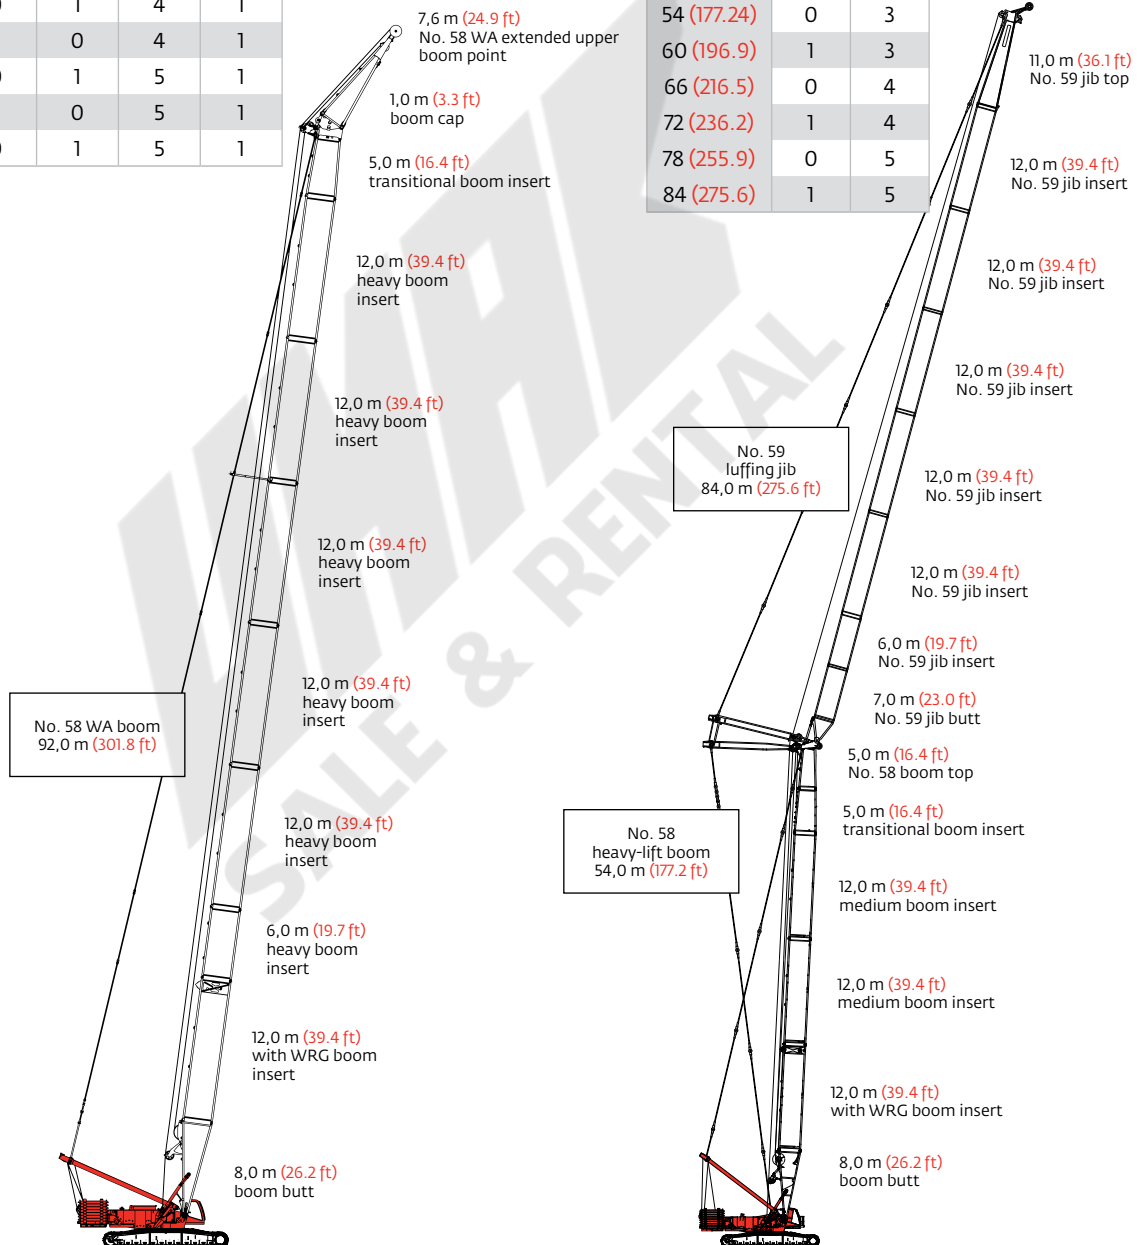 1 4 1
0 4 1
1 5 1
0 5 1
1 5 1
7,6 m (24.9 ft)
No. 58 WA extended upper
boom point
1,0 m (3.3 ft)
boom cap
5,0 m (16.4 ft)
transitional boom insert
12,0 m (39.4 ft)
heavy boom
insert
12,0 m (39.4 ft)
heavy boom
insert
12,0 m (39.4 ft)
heavy boom
insert
12,0 m (39.4 ft)
heavy boom
insert
No. 58 WA boom
92,0 m (301.8 ft)
12,0 m (39.4 ft)
heavy boom
insert
6,0 m (19.7 ft)
heavy boom
insert
12,0 m (39.4 ft)
with WRG boom
insert
8,0 m (26.2 ft)
boom butt
54 (177.24) 0 3
60 (196.9) 1 3
66 (216.5) 0 4
72 (236.2) 1 4
78 (255.9) 0 5
84 (275.6) 1 5
11,0 m (36.1 ft)
No. 59 jib top
12,0 m (39.4 ft)
No. 59 jib insert
12,0 m (39.4 ft)
No. 59 jib insert
12,0 m (39.4 ft)
No. 59 jib insert
No. 59
luffing jib
84,0 m (275.6 ft)
12,0 m (39.4 ft)
No. 59 jib insert
12,0 m (39.4 ft)
No. 59 jib insert
6,0 m (19.7 ft)
No. 59 jib insert
7,0 m (23.0 ft)
No. 59 jib butt
5,0 m (16.4 ft)
No. 58 boom top
5,0 m (16.4 ft)
transitional boom insert
No. 58
heavy-lift boom
54,0 m (177.2 ft)
12,0 m (39.4 ft)
medium boom insert
12,0 m (39.4 ft)
medium boom insert
12,0 m (39.4 ft)
with WRG boom insert
8,0 m (26.2 ft)
boom butt
SALE & RENTAL